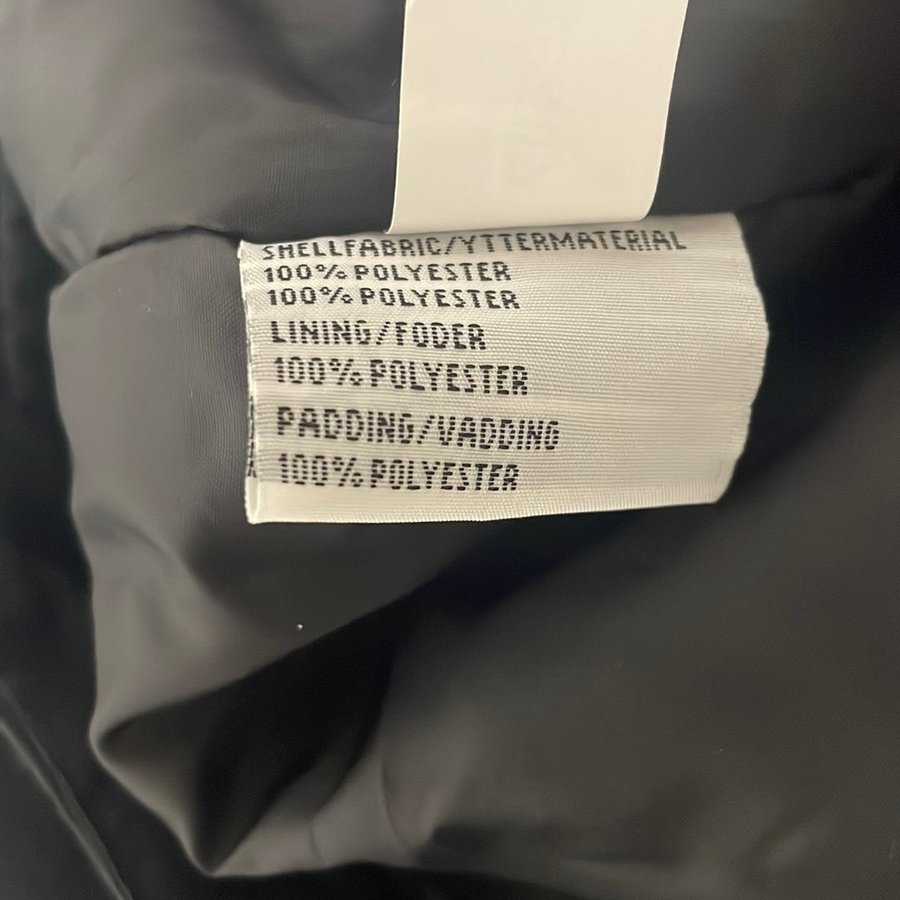 SHELLFABRIC/YTTERMATERIAL
100% POLYESTER
100% POLYESTER
LINING/FODER
100% POLYESTER
PADDING/VADDING
100% POLYESTER